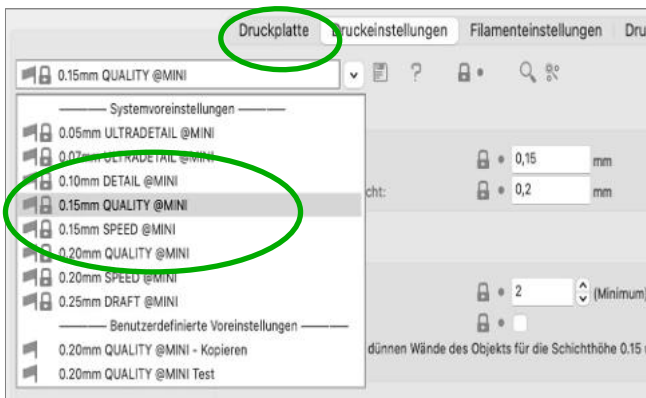 Druckplatte Druckeinstellungen Filamenteinstellungen Dru
0.15mm QUALITY @MINI
Systemvoreinstellungen
0.05mm ULTRADETAIL @MINI
0.07mm ULTRADETAIL @MINI
0.10mm DETAIL @MINI
0.15mm QUALITY @MINI
0.15mm SPEED @MINI
0.20mm QUALITY @MINI
0.20mm SPEED @MINI
0.25mm DRAFT @MINI
Benutzerdefinierte Voreinstellungen
0.20mm QUALITY @MINI - Kopieren
0.20mm QUALITY @MINI Test
0,15 mm
cht: 0,2 mm
2 (Minimum)
dünnen Wände des Objekts für die Schichthöhe 0.15